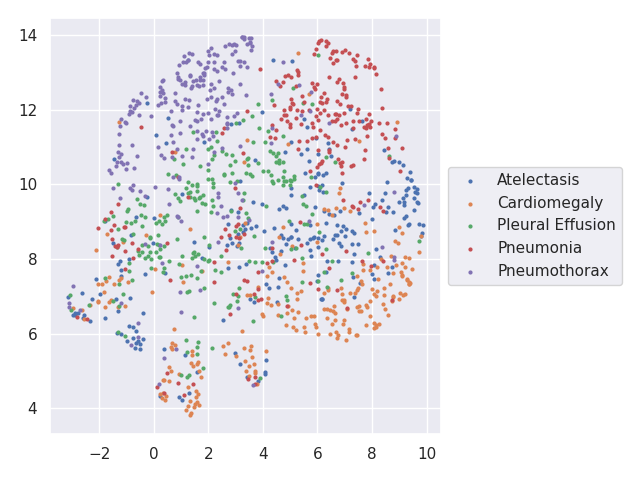 14
12
10
8
6
4
−2 0 2 4 6 8 10
Atelectasis
Cardiomegaly
Pleural Effusion
Pneumonia
Pneumothorax